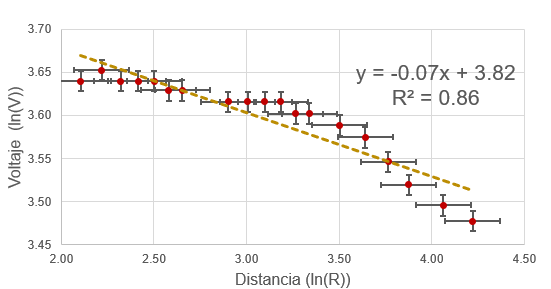 3.70
3.65
3.60
3.55
3.50
3.45
Voltaje (ln(V))
y = -0.07x + 3.82
R² = 0.86
2.00 2.50 3.00 3.50 4.00 4.50
Distancia (ln(R))